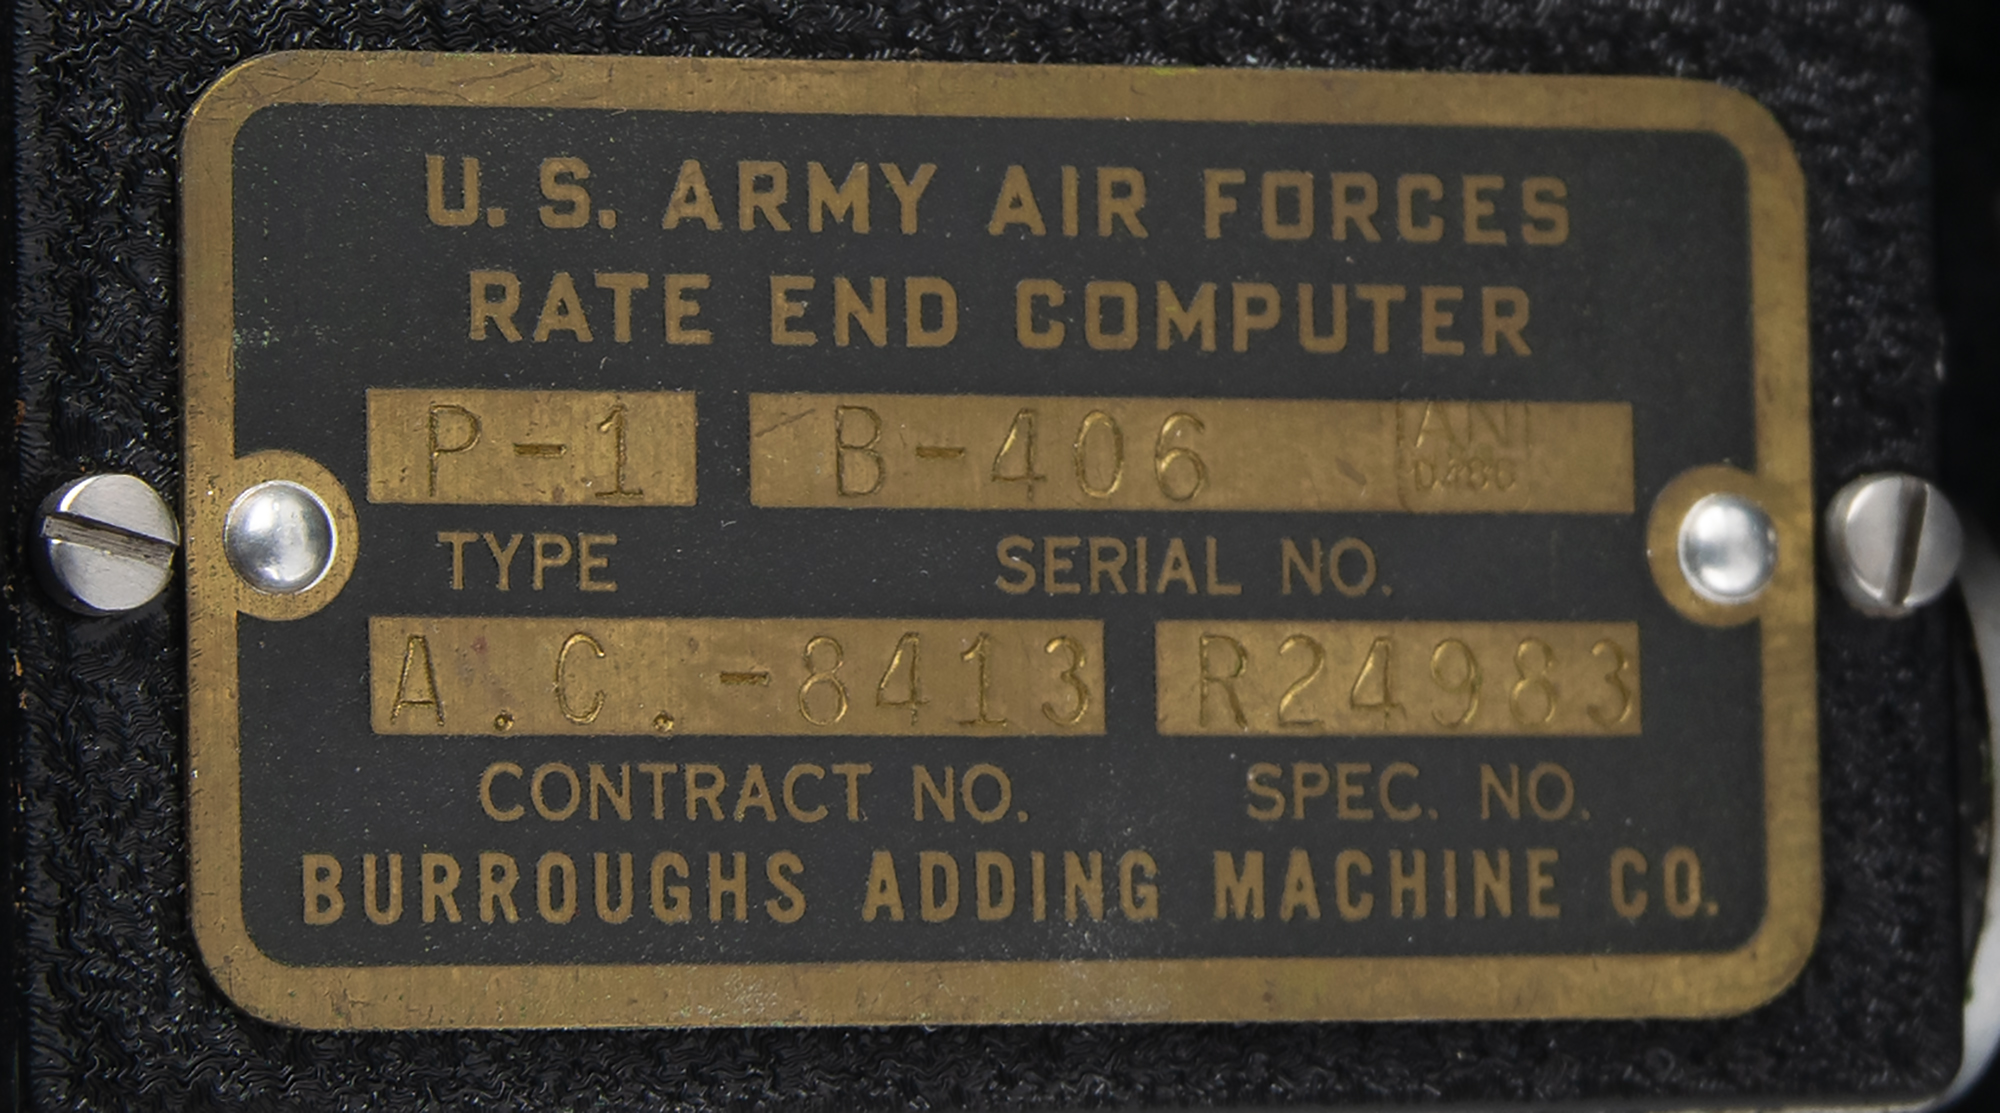 U. S. ARMY AIR FORCES
RATE END COMPUTER
P-1 B-406 AN
TYPE SERIAL NO.
A.C.-8413 R24983
CONTRACT NO. SPEC. NO.
BURROUGHS ADDING MACHINE CO.